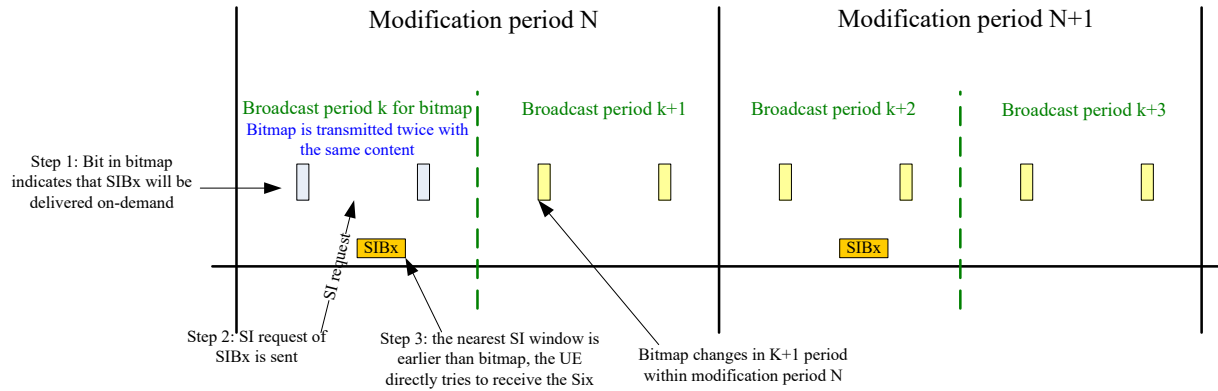 Modification period N
Modification period N+1
Broadcast period k for bitmap
Bitmap is transmitted twice with
the same content
Broadcast period k+1
Broadcast period k+2
Broadcast period k+3
Step 1: Bit in bitmap
indicates that SIBx will be
delivered on-demand
SI request
SIBx
SIBx
Step 2: SI request of
SIBx is sent
Step 3: the nearest SI window is
earlier than bitmap, the UE
directly tries to receive the Six
Bitmap changes in K+1 period
within modification period N